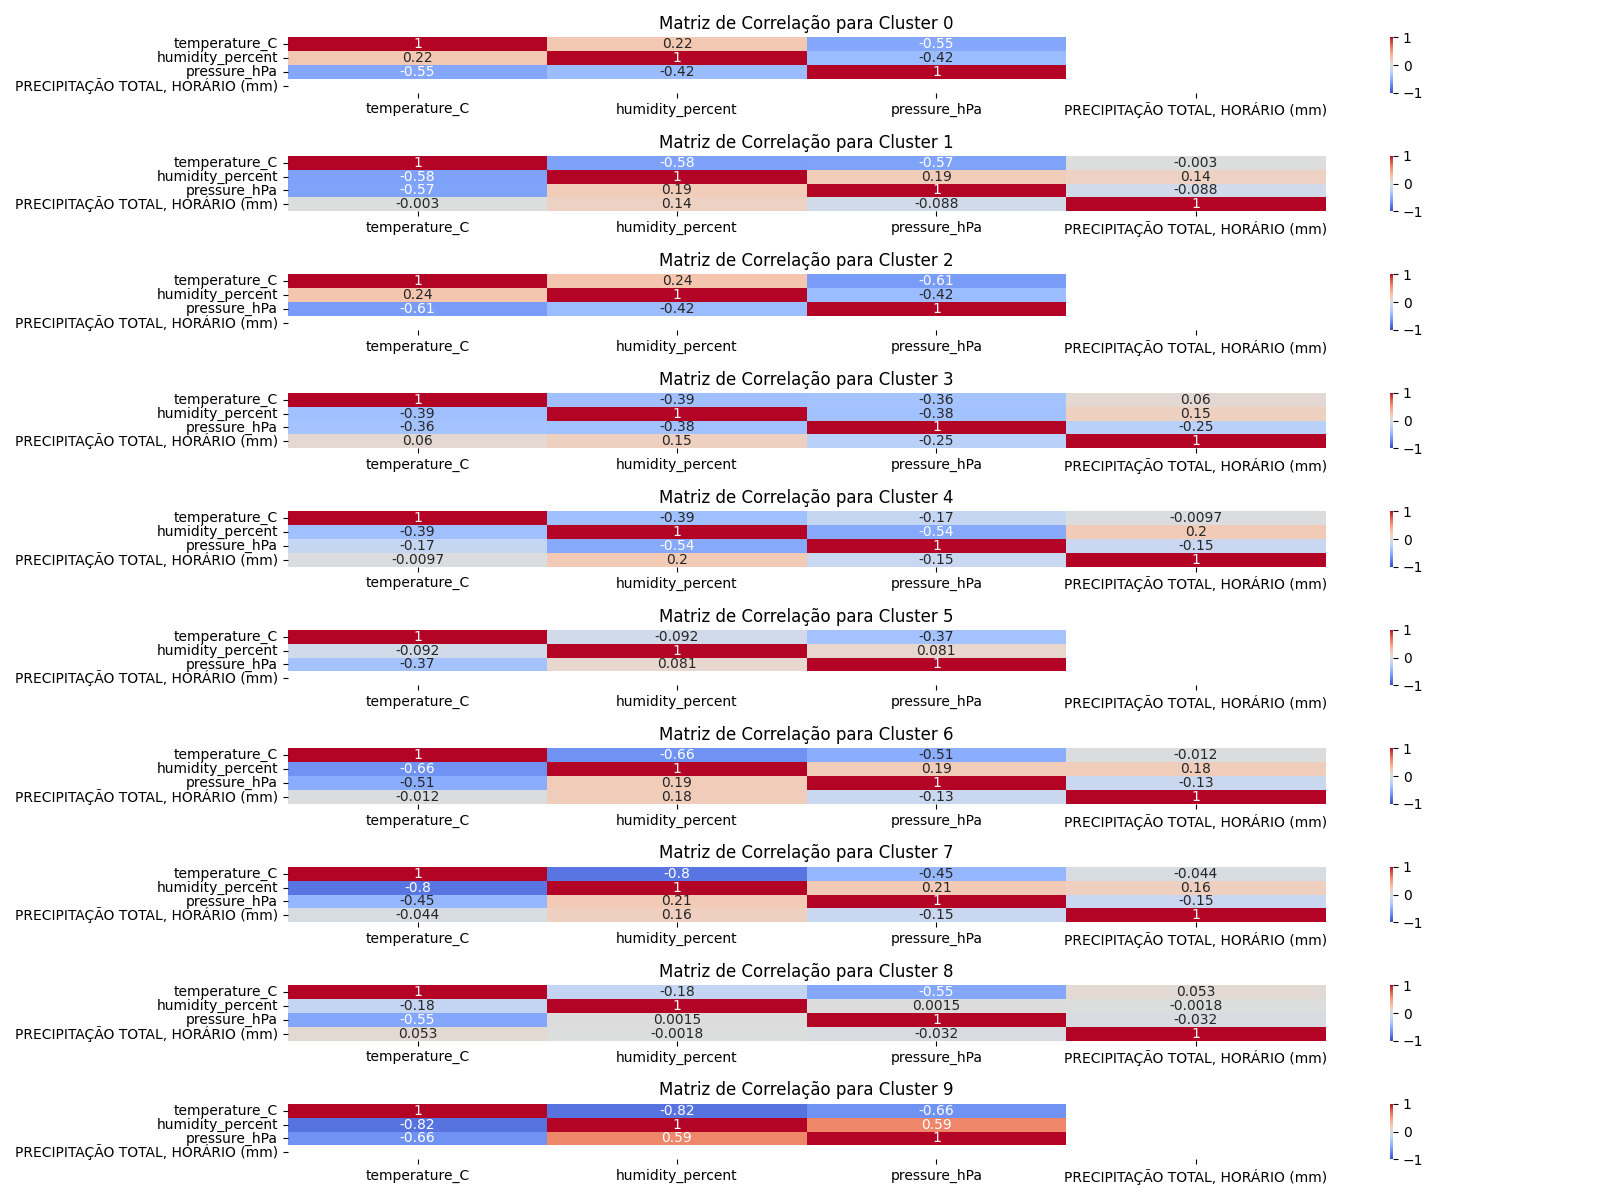 Matriz de Correlação para Cluster 0
temperature_C 1 0.22 -0.55 1
humidity_percent 0.22 1 -0.42 0
pressure_hPa -0.55 -0.42 1
PRECIPITAÇÃO TOTAL, HORÁRIO (mm) −1
temperature_C humidity_percent pressure_hPa PRECIPITAÇÃO TOTAL, HORÁRIO (mm)
Matriz de Correlação para Cluster 1
temperature_C 1 -0.58 -0.57 -0.003 1
humidity_percent -0.58 1 0.19 0.14 0
pressure_hPa -0.57 0.19 1 -0.088
PRECIPITAÇÃO TOTAL, HORÁRIO (mm) -0.003 0.14 -0.088 1 −1
temperature_C humidity_percent pressure_hPa PRECIPITAÇÃO TOTAL, HORÁRIO (mm)
Matriz de Correlação para Cluster 2
temperature_C 1 0.24 -0.61 1
humidity_percent 0.24 1 -0.42 0
pressure_hPa -0.61 -0.42 1
PRECIPITAÇÃO TOTAL, HORÁRIO (mm) −1
temperature_C humidity_percent pressure_hPa PRECIPITAÇÃO TOTAL, HORÁRIO (mm)
Matriz de Correlação para Cluster 3
temperature_C 1 -0.39 -0.36 0.06 1
humidity_percent -0.39 1 -0.38 0.15 0
pressure_hPa -0.36 -0.38 1 -0.25
PRECIPITAÇÃO TOTAL, HORÁRIO (mm) 0.06 0.15 -0.25 1 −1
temperature_C humidity_percent pressure_hPa PRECIPITAÇÃO TOTAL, HORÁRIO (mm)
Matriz de Correlação para Cluster 4
temperature_C 1 -0.39 -0.17 -0.0097 1
humidity_percent -0.39 1 -0.54 0.2 0
pressure_hPa -0.17 -0.54 1 -0.15
PRECIPITAÇÃO TOTAL, HORÁRIO (mm) -0.0097 0.2 -0.15 1 −1
temperature_C humidity_percent pressure_hPa PRECIPITAÇÃO TOTAL, HORÁRIO (mm)
Matriz de Correlação para Cluster 5
temperature_C 1 -0.092 -0.37 1
humidity_percent -0.092 1 0.081 0
pressure_hPa -0.37 0.081 1
PRECIPITAÇÃO TOTAL, HORÁRIO (mm) −1
temperature_C humidity_percent pressure_hPa PRECIPITAÇÃO TOTAL, HORÁRIO (mm)
Matriz de Correlação para Cluster 6
temperature_C 1 -0.66 -0.51 -0.012 1
humidity_percent -0.66 1 0.19 0.18 0
pressure_hPa -0.51 0.19 1 -0.13
PRECIPITAÇÃO TOTAL, HORÁRIO (mm) -0.012 0.18 -0.13 1 −1
temperature_C humidity_percent pressure_hPa PRECIPITAÇÃO TOTAL, HORÁRIO (mm)
Matriz de Correlação para Cluster 7
temperature_C 1 -0.8 -0.45 -0.044 1
humidity_percent -0.8 1 0.21 0.16 0
pressure_hPa -0.45 0.21 1 -0.15
PRECIPITAÇÃO TOTAL, HORÁRIO (mm) -0.044 0.16 -0.15 1 −1
temperature_C humidity_percent pressure_hPa PRECIPITAÇÃO TOTAL, HORÁRIO (mm)
Matriz de Correlação para Cluster 8
temperature_C 1 -0.18 -0.55 0.053 1
humidity_percent -0.18 1 0.0015 -0.0018 0
pressure_hPa -0.55 0.0015 1 -0.032
PRECIPITAÇÃO TOTAL, HORÁRIO (mm) 0.053 -0.0018 -0.032 1 −1
temperature_C humidity_percent pressure_hPa PRECIPITAÇÃO TOTAL, HORÁRIO (mm)
Matriz de Correlação para Cluster 9
temperature_C 1 -0.82 -0.66 1
humidity_percent -0.82 1 0.59 0
pressure_hPa -0.66 0.59 1
PRECIPITAÇÃO TOTAL, HORÁRIO (mm) −1
temperature_C humidity_percent pressure_hPa PRECIPITAÇÃO TOTAL, HORÁRIO (mm)